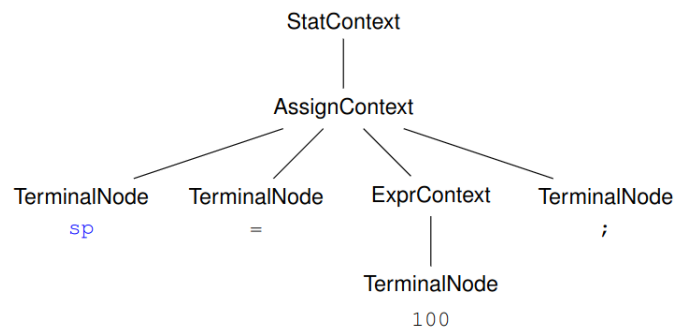 StatContext
AssignContext
TerminalNode TerminalNode ExprContext TerminalNode
sp = ;
TerminalNode
100